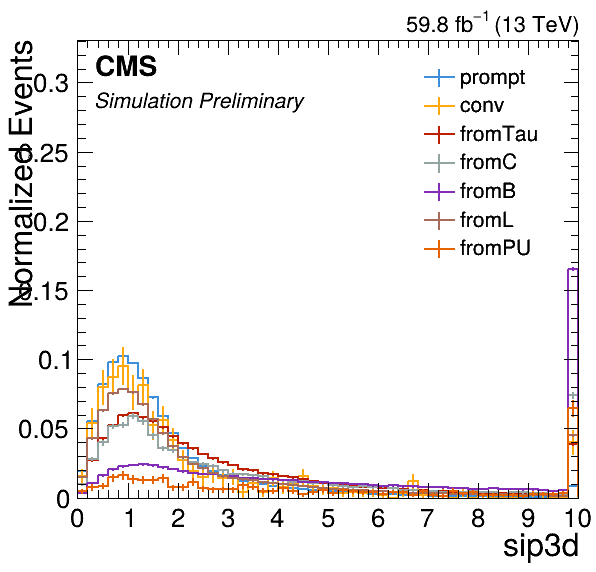 59.8 fb⁻¹ (13 TeV)
CMS
Simulation Preliminary
prompt
conv
fromTau
fromC
fromB
fromL
fromPU
Normalized Events
0.3
0.25
0.2
0.15
0.1
0.05
0
0 1 2 3 4 5 6 7 8 9 10
sip3d